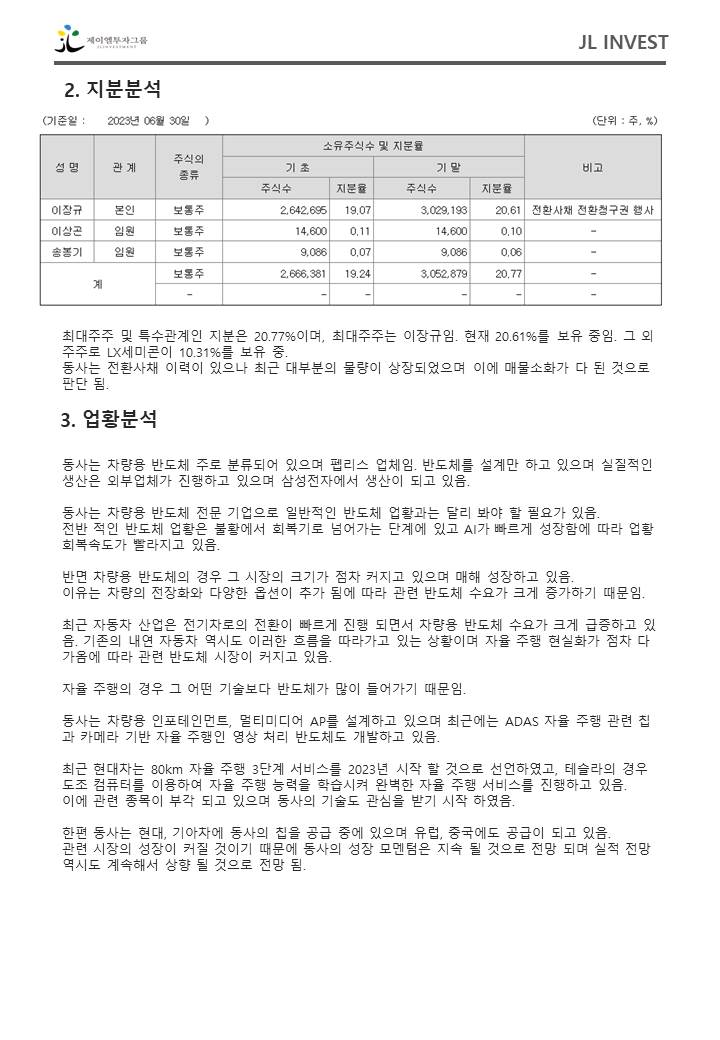 제이엘투자그룹
JL INVESTMENT
JL INVEST
2. 지분분석
(기준일 : 2023년 06월 30일 ) (단위 : 주, %)
성 명 관 계 주식의 종류 소유주식수 및 지분율 비고
기 초 기 말
주식수 지분율 주식수 지분율
이장규 본인 보통주 2,642,695 19.07 3,029,193 20.61 전환사채 전환청구권 행사
이상곤 임원 보통주 14,600 0.11 14,600 0.10 -
송봉기 임원 보통주 9,086 0.07 9,086 0.06 -
계 보통주 2,666,381 19.24 3,052,879 20.77 -
- - - - - -
최대주주 및 특수관계인 지분은 20.77%이며, 최대주주는 이장규임. 현재 20.61%를 보유 중임. 그 외
주주로 LX세미콘이 10.31%를 보유 중.
동사는 전환사채 이력이 있으나 최근 대부분의 물량이 상장되었으며 이에 매물소화가 다 된 것으로
판단 됨.
3. 업황분석
동사는 차량용 반도체 주로 분류되어 있으며 펩리스 업체임. 반도체를 설계만 하고 있으며 실질적인
생산은 외부업체가 진행하고 있으며 삼성전자에서 생산이 되고 있음.
동사는 차량용 반도체 전문 기업으로 일반적인 반도체 업황과는 달리 봐야 할 필요가 있음.
전반 적인 반도체 업황은 불황에서 회복기로 넘어가는 단계에 있고 AI가 빠르게 성장함에 따라 업황
회복속도가 빨라지고 있음.
반면 차량용 반도체의 경우 그 시장의 크기가 점차 커지고 있으며 매해 성장하고 있음.
이유는 차량의 전장화와 다양한 옵션이 추가 됨에 따라 관련 반도체 수요가 크게 증가하기 때문임.
최근 자동차 산업은 전기차로의 전환이 빠르게 진행 되면서 차량용 반도체 수요가 크게 급증하고 있
음. 기존의 내연 자동차 역시도 이러한 흐름을 따라가고 있는 상황이며 자율 주행 현실화가 점차 다
가옴에 따라 관련 반도체 시장이 커지고 있음.
자율 주행의 경우 그 어떤 기술보다 반도체가 많이 들어가기 때문임.
동사는 차량용 인포테인먼트, 멀티미디어 AP를 설계하고 있으며 최근에는 ADAS 자율 주행 관련 칩
과 카메라 기반 자율 주행인 영상 처리 반도체도 개발하고 있음.
최근 현대차는 80km 자율 주행 3단계 서비스를 2023년 시작 할 것으로 선언하였고, 테슬라의 경우
도조 컴퓨터를 이용하여 자율 주행 능력을 학습시켜 완벽한 자율 주행 서비스를 진행하고 있음.
이에 관련 종목이 부각 되고 있으며 동사의 기술도 관심을 받기 시작 하였음.
한편 동사는 현대, 기아차에 동사의 칩을 공급 중에 있으며 유럽, 중국에도 공급이 되고 있음.
관련 시장의 성장이 커질 것이기 때문에 동사의 성장 모멘텀은 지속 될 것으로 전망 되며 실적 전망
역시도 계속해서 상향 될 것으로 전망 됨.